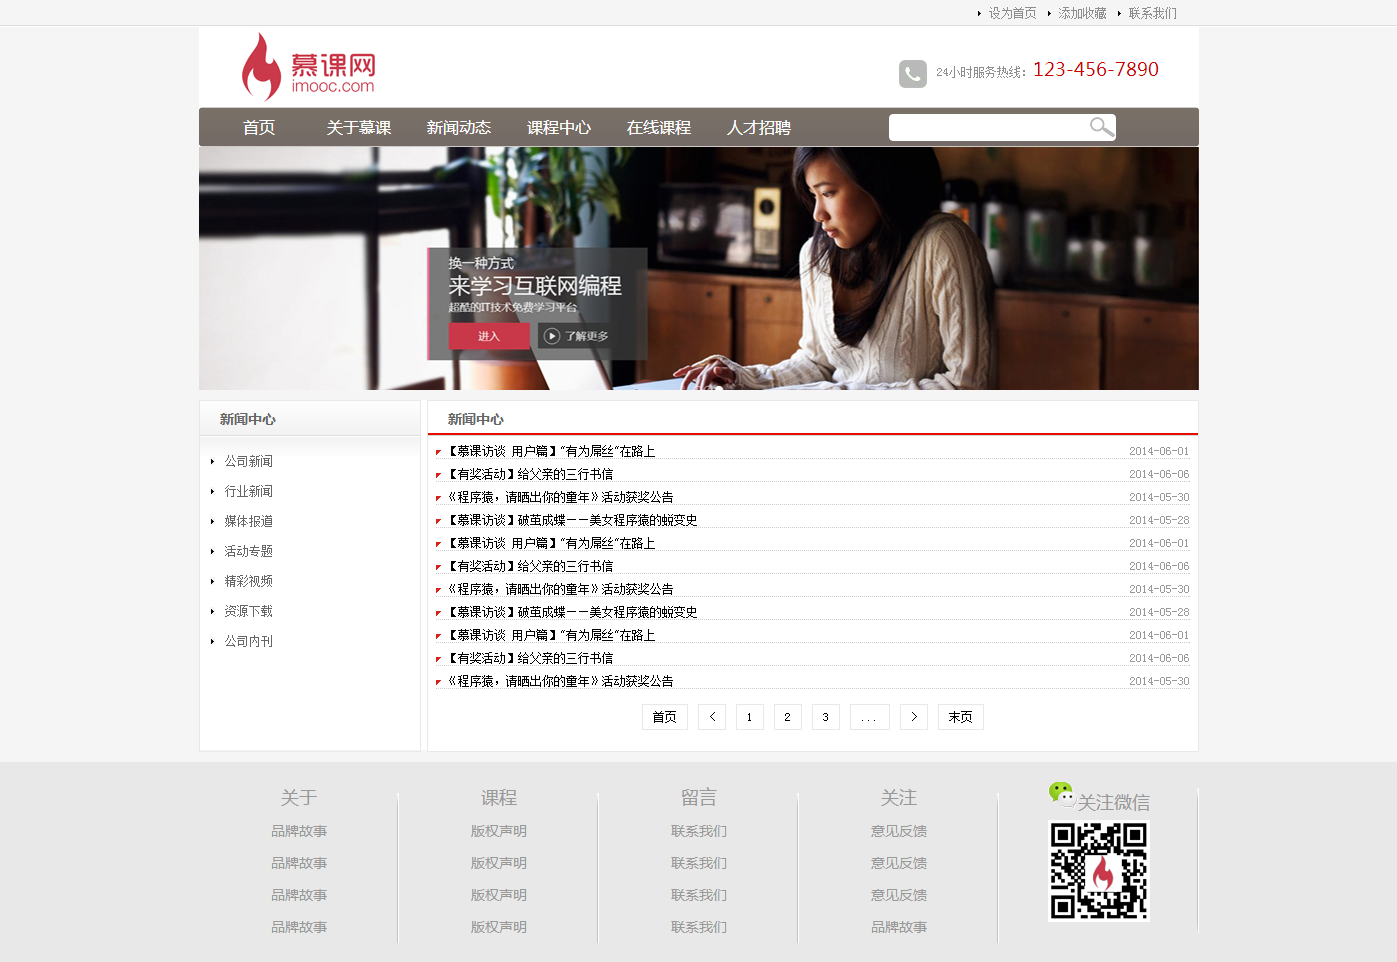 设为首页 添加收藏 联系我们
慕课网
imooc.com
24小时服务热线：123-456-7890
首页 关于慕课 新闻动态 课程中心 在线课程 人才招聘
换一种方式
来学习互联网编程
超酷的IT技术免费学习平台
进入 了解更多
新闻中心
公司新闻
行业新闻
媒体报道
活动专题
精彩视频
资源下载
公司内刊
新闻中心
【慕课访谈 用户篇】“有为屌丝”在路上 2014-06-01
【有奖活动】给父亲的三行书信 2014-06-06
《程序猿，请晒出你的童年》活动获奖公告 2014-05-30
【慕课访谈】破茧成蝶——美女程序猿的蜕变史 2014-05-28
【慕课访谈 用户篇】“有为屌丝”在路上 2014-06-01
【有奖活动】给父亲的三行书信 2014-06-06
《程序猿，请晒出你的童年》活动获奖公告 2014-05-30
【慕课访谈】破茧成蝶——美女程序猿的蜕变史 2014-05-28
【慕课访谈 用户篇】“有为屌丝”在路上 2014-06-01
【有奖活动】给父亲的三行书信 2014-06-06
《程序猿，请晒出你的童年》活动获奖公告 2014-05-30
首页 < 1 2 3 ... > 末页
关于
品牌故事
品牌故事
品牌故事
品牌故事
课程
版权声明
版权声明
版权声明
版权声明
留言
联系我们
联系我们
联系我们
联系我们
关注
意见反馈
意见反馈
意见反馈
品牌故事
关注微信